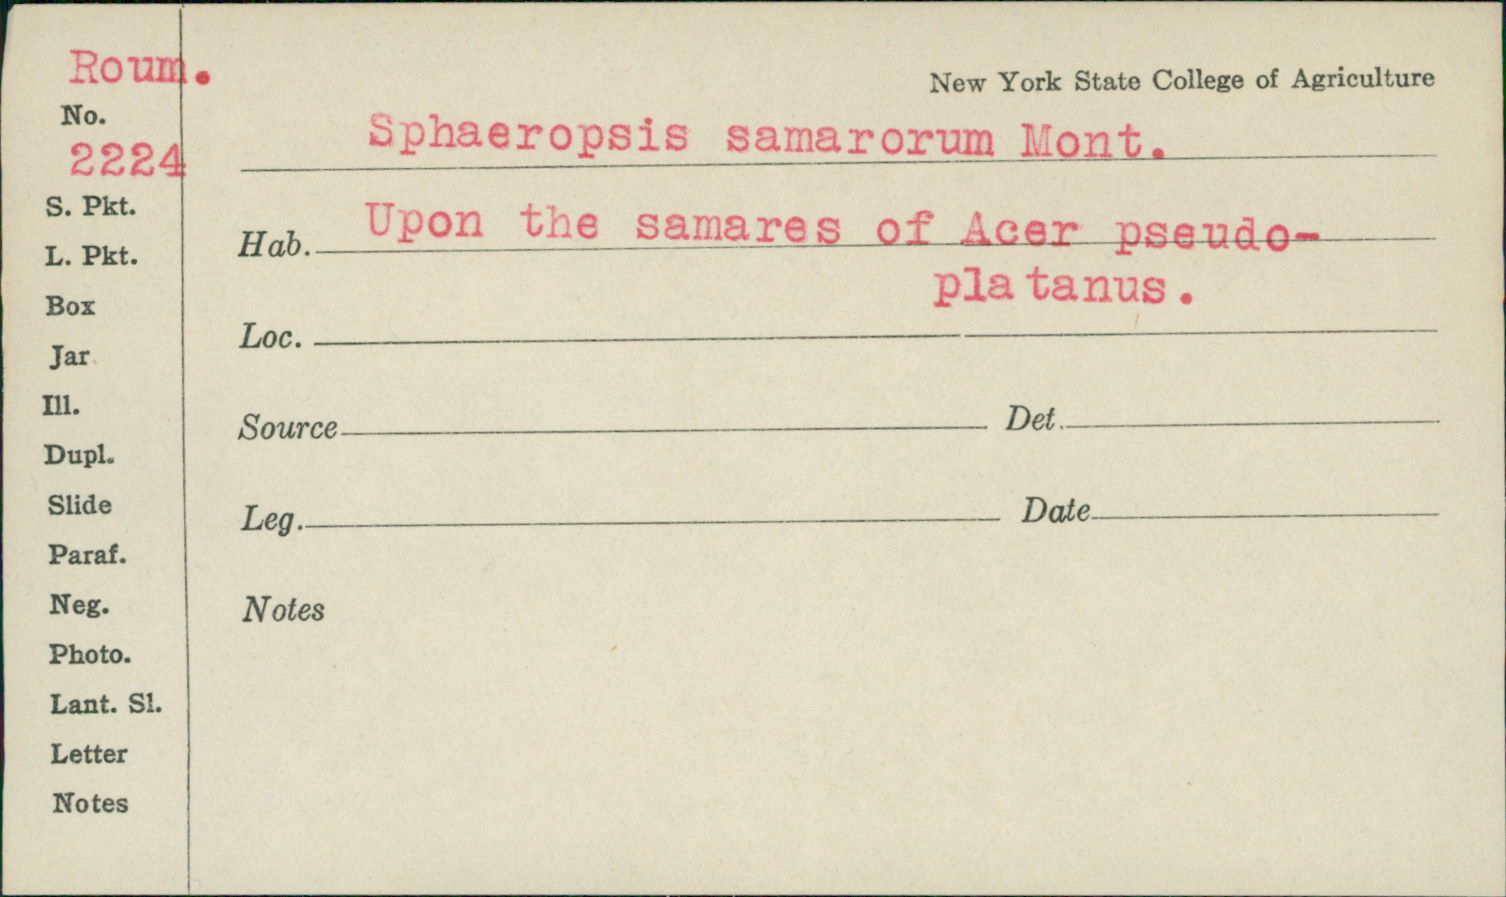 Roum.
New York State College of Agriculture
No.
2224
Sphaeropsis samarorum Mont.
S. Pkt.
Hab. Upon the samares of Acer pseudo-
platanus.
L. Pkt.
Box
Loc.
Jar
Ill.
Source Det.
Dupl.
Slide
Leg. Date
Paraf.
Neg.
Notes
Photo.
Lant. Sl.
Letter
Notes